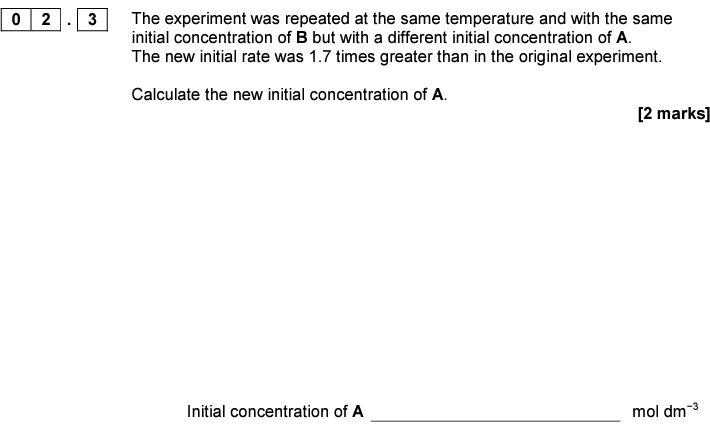 0 2 . 3 The experiment was repeated at the same temperature and with the same
initial concentration of B but with a different initial concentration of A.
The new initial rate was 1.7 times greater than in the original experiment.
Calculate the new initial concentration of A.
[2 marks]
Initial concentration of A ____________________ mol dm⁻³